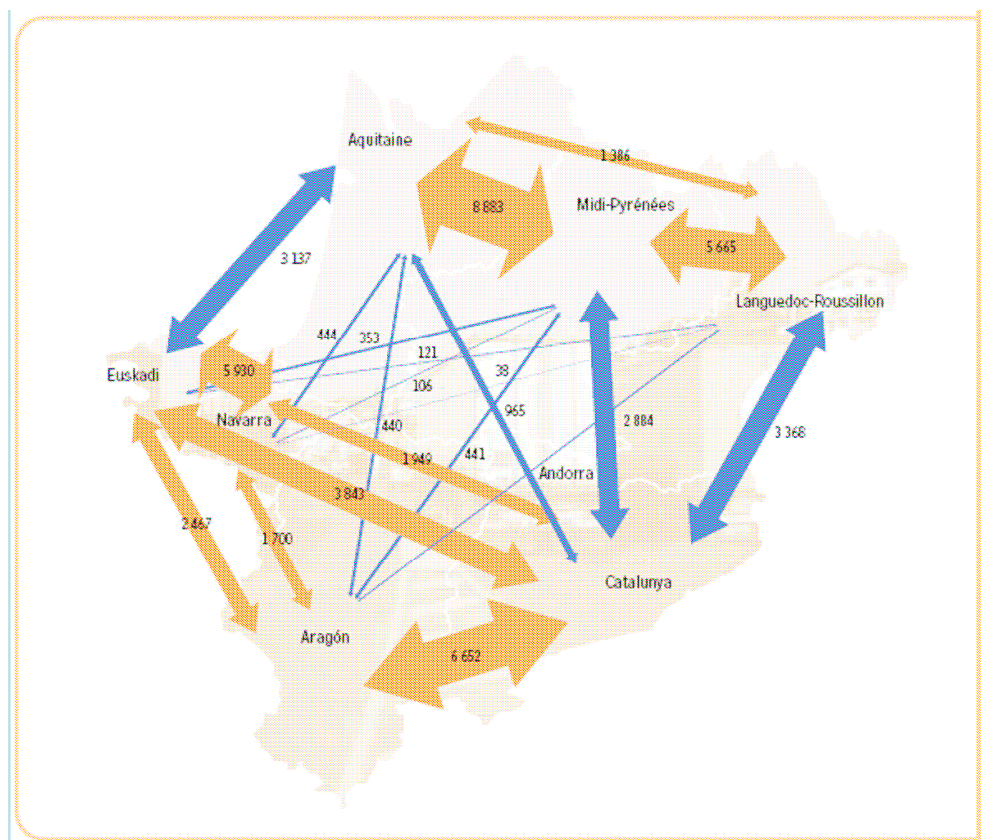 Aquitaine
1 386
Midi-Pyrénées
8 883
5 665
3 137
Languedoc-Roussillon
444
353
121
Euskadi
5 930
106
38
Navarra
965
440
2 884
3 368
441
1 949
Andorra
3 843
2 467
1 700
Catalunya
Aragón
6 652